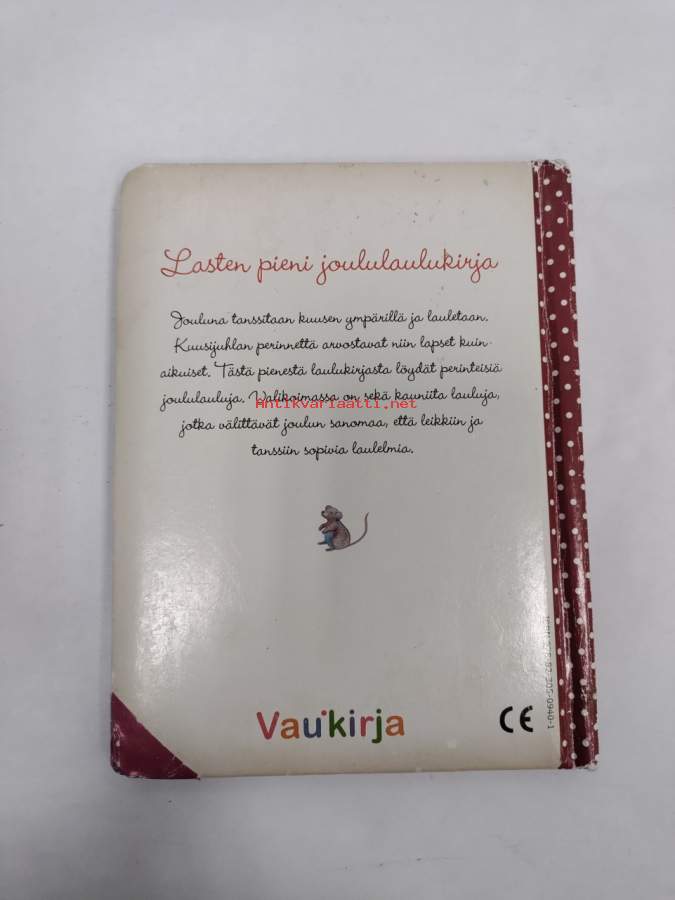 Lasten pieni joululaulukirja
Jouluna tanssitaan kuusen ympärillä ja lauletaan.
Kuusijuhlan perinnettä arvostavat niin lapset kuin
aikuiset. Tästä pienestä laulukirjasta löydät perinteisiä
joululauluja. Valikoimassa on sekä kauniita lauluja,
Antikvariaatti.net
jotka välittävät joulun sanomaa, että leikkiin ja
tanssiin sopivia laulelmia.
Vau'kirja
CE